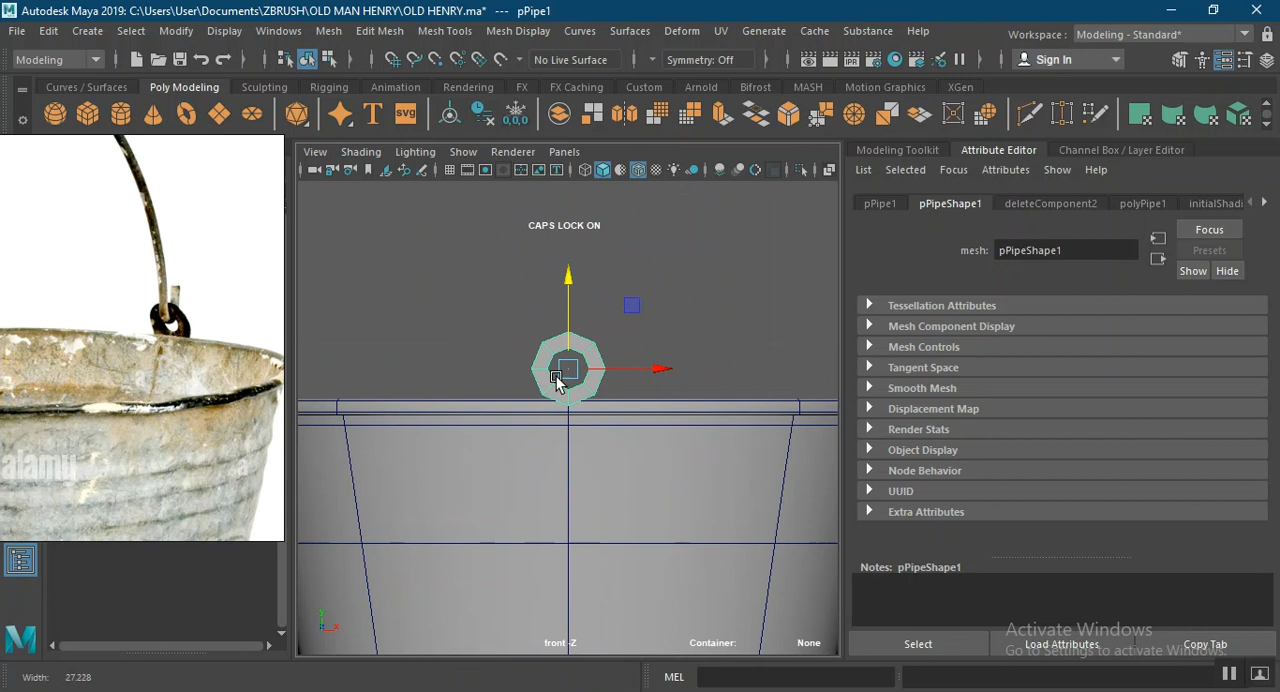 Autodesk Maya 2019: C:\Users\User\Documents\ZBRUSH\OLD MAN HENRY\OLD HENRY.ma* --- pPipe1
File Edit Create Select Modify Display Windows Mesh Edit Mesh Mesh Tools Mesh Display Curves Surfaces Deform UV Generate Cache Substance Help
Workspace : Modeling - Standard*
Modeling No Live Surface Symmetry: Off Sign In
Curves / Surfaces Poly Modeling Sculpting Rigging Animation Rendering FX FX Caching Custom Arnold Bifrost MASH Motion Graphics XGen
SVG 0,0,0
View Shading Lighting Show Renderer Panels
Modeling Toolkit Attribute Editor Channel Box / Layer Editor
List Selected Focus Attributes Show Help
pPipe1 pPipeShape1 deleteComponent2 polyPipe1 initialShadi
CAPS LOCK ON
Focus
mesh: pPipeShape1
Presets
Show Hide
Tessellation Attributes
Mesh Component Display
Mesh Controls
Tangent Space
Smooth Mesh
Displacement Map
Render Stats
Object Display
Node Behavior
UUID
Extra Attributes
alamy
a
Notes: pPipeShape1
y
x
front -Z
Container: None
Activate Windows
Go to Settings to activate Windows.
Select Load Attributes Copy Tab
Width: 27.228
MEL